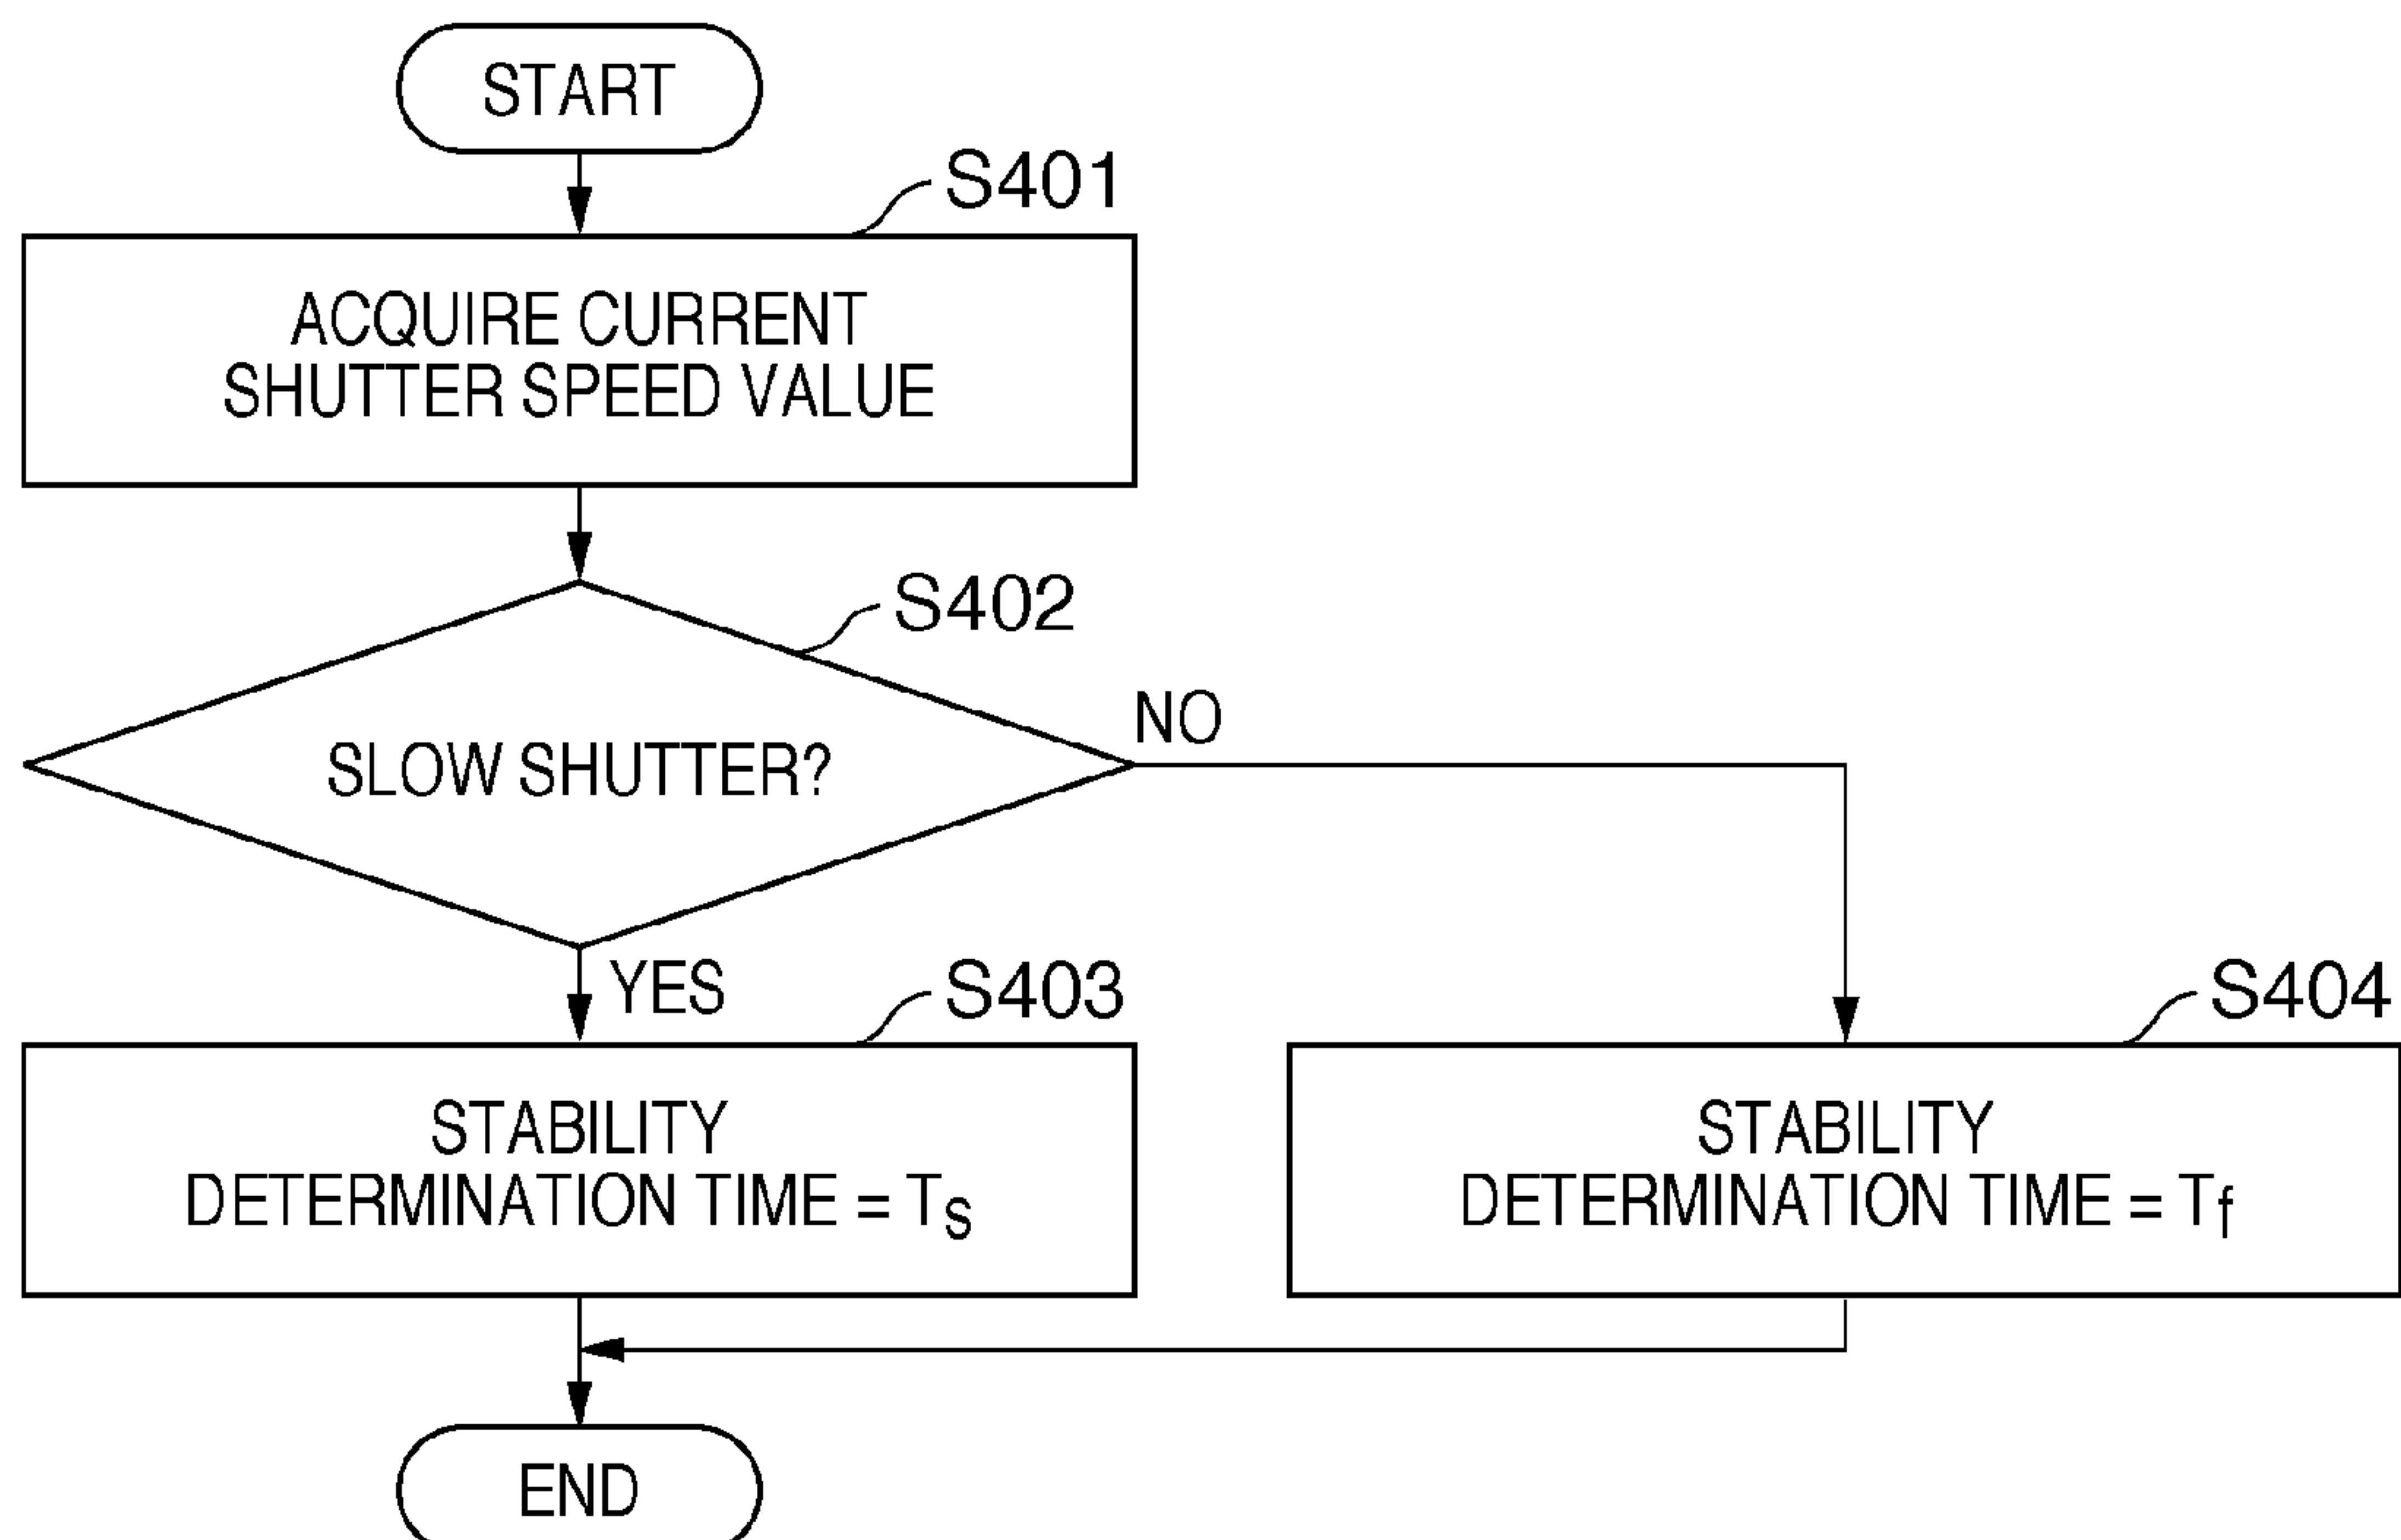 START
S401
ACQUIRE CURRENT
SHUTTER SPEED VALUE
S402
SLOW SHUTTER?
NO
YES
S403
STABILITY
DETERMINATION TIME = Ts
S404
STABILITY
DETERMINATION TIME = Tf
END